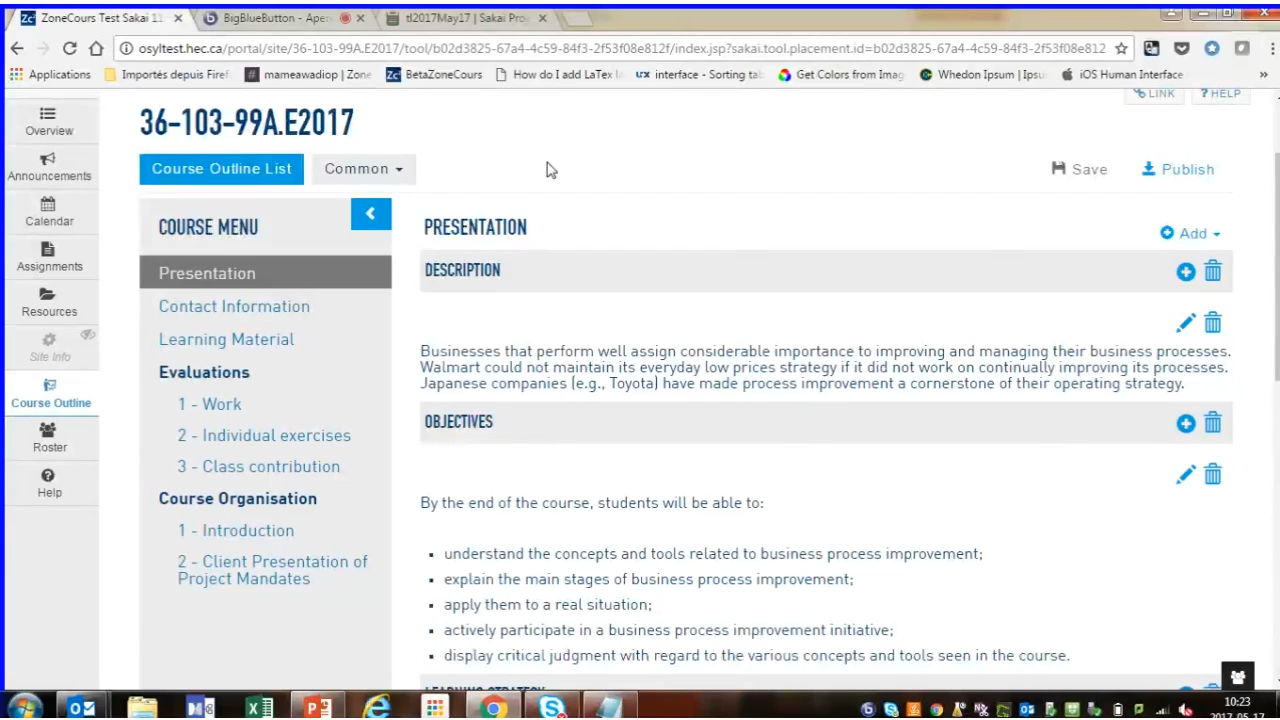 ZoneCours Test Sakai 11
BigBlueButton - Aper
tl2017May17 | Sakai Pro
osyltest.hec.ca/portal/site/36-103-99A.E2017/tool/b02d3825-67a4-4c59-84f3-2f53f08e812f/index.jsp?sakai.tool.placement.id=b02d3825-67a4-4c59-84f3-2f53f08e812
Applications
Importés depuis Firef
mameawadiop | Zone
BetaZoneCours
How do I add LaTex l
interface - Sorting ta
Get Colors from Imag
Whedon Ipsum | Ips
iOS Human Interface
LINK
? HELP
36-103-99A.E2017
Course Outline List
Common
Save
Publish
Overview
Announcements
Calendar
Assignments
Resources
Site Info
Course Outline
Roster
Help
COURSE MENU
Presentation
Contact Information
Learning Material
Evaluations
1 - Work
2 - Individual exercises
3 - Class contribution
Course Organisation
1 - Introduction
2 - Client Presentation of
Project Mandates
PRESENTATION
Add
DESCRIPTION
Businesses that perform well assign considerable importance to improving and managing their business processes.
Walmart could not maintain its everyday low prices strategy if it did not work on continually improving its processes.
Japanese companies (e.g., Toyota) have made process improvement a cornerstone of their operating strategy.
OBJECTIVES
By the end of the course, students will be able to:
▪ understand the concepts and tools related to business process improvement;
▪ explain the main stages of business process improvement;
▪ apply them to a real situation;
▪ actively participate in a business process improvement initiative;
▪ display critical judgment with regard to the various concepts and tools seen in the course.
LEARNING STRATEGY
10:23
2017-05-17